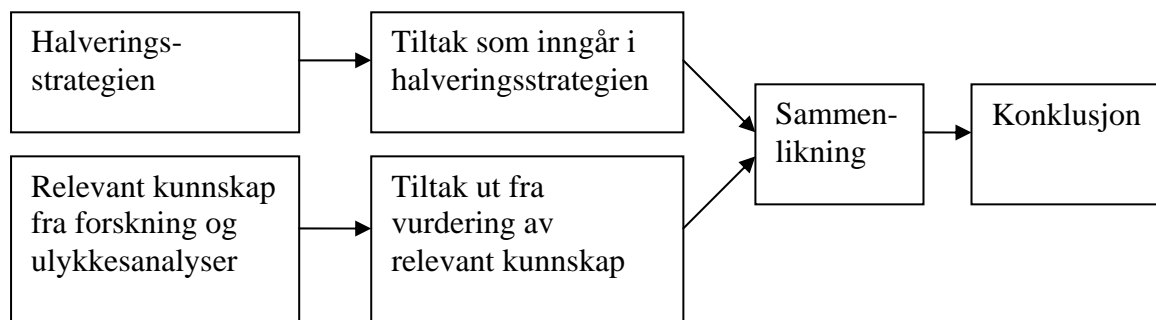 Halverings-
strategien
Tiltak som inngår i
halveringsstrategien
Relevant kunnskap
fra forskning og
ulykkesanalyser
Tiltak ut fra
vurdering av
relevant kunnskap
Sammen-
likning
Konklusjon